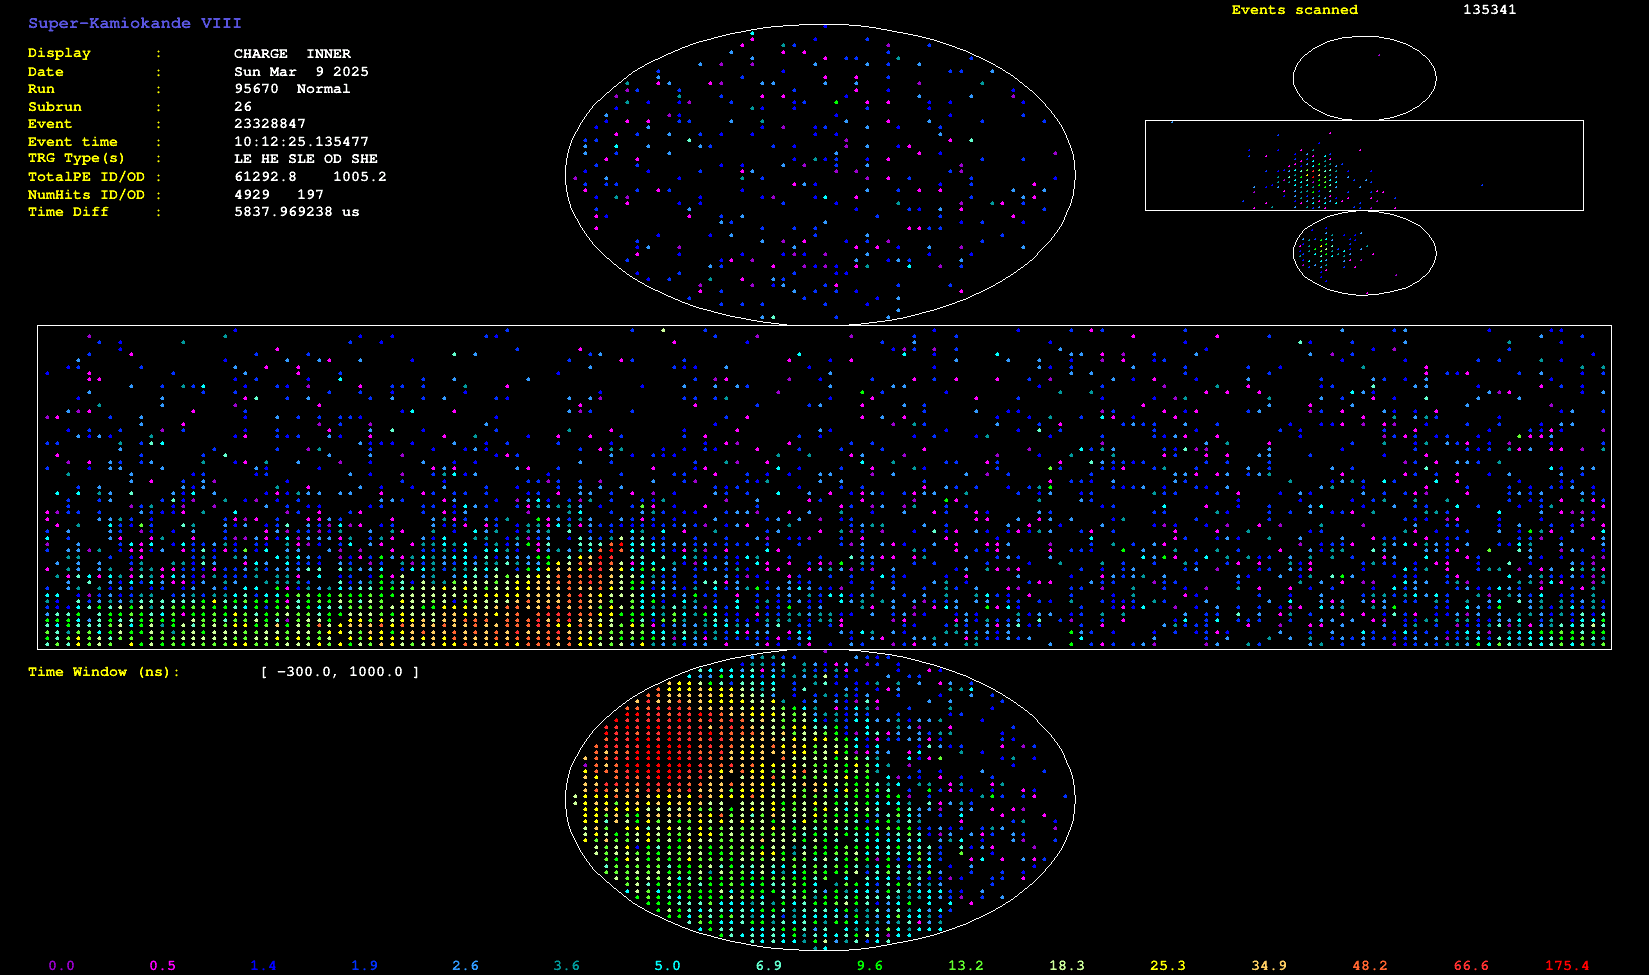 Super-Kamiokande VIII
Events scanned 135341
Display : CHARGE INNER
Date : Sun Mar 9 2025
Run : 95670 Normal
Subrun : 26
Event : 23328847
Event time : 10:12:25.135477
TRG Type(s) : LE HE SLE OD SHE
TotalPE ID/OD : 61292.8 1005.2
NumHits ID/OD : 4929 197
Time Diff : 5837.969238 us
Time Window (ns): [ -300.0, 1000.0 ]
0.0 0.5 1.4 1.9 2.6 3.6 5.0 6.9 9.6 13.2 18.3 25.3 34.9 48.2 66.6 175.4